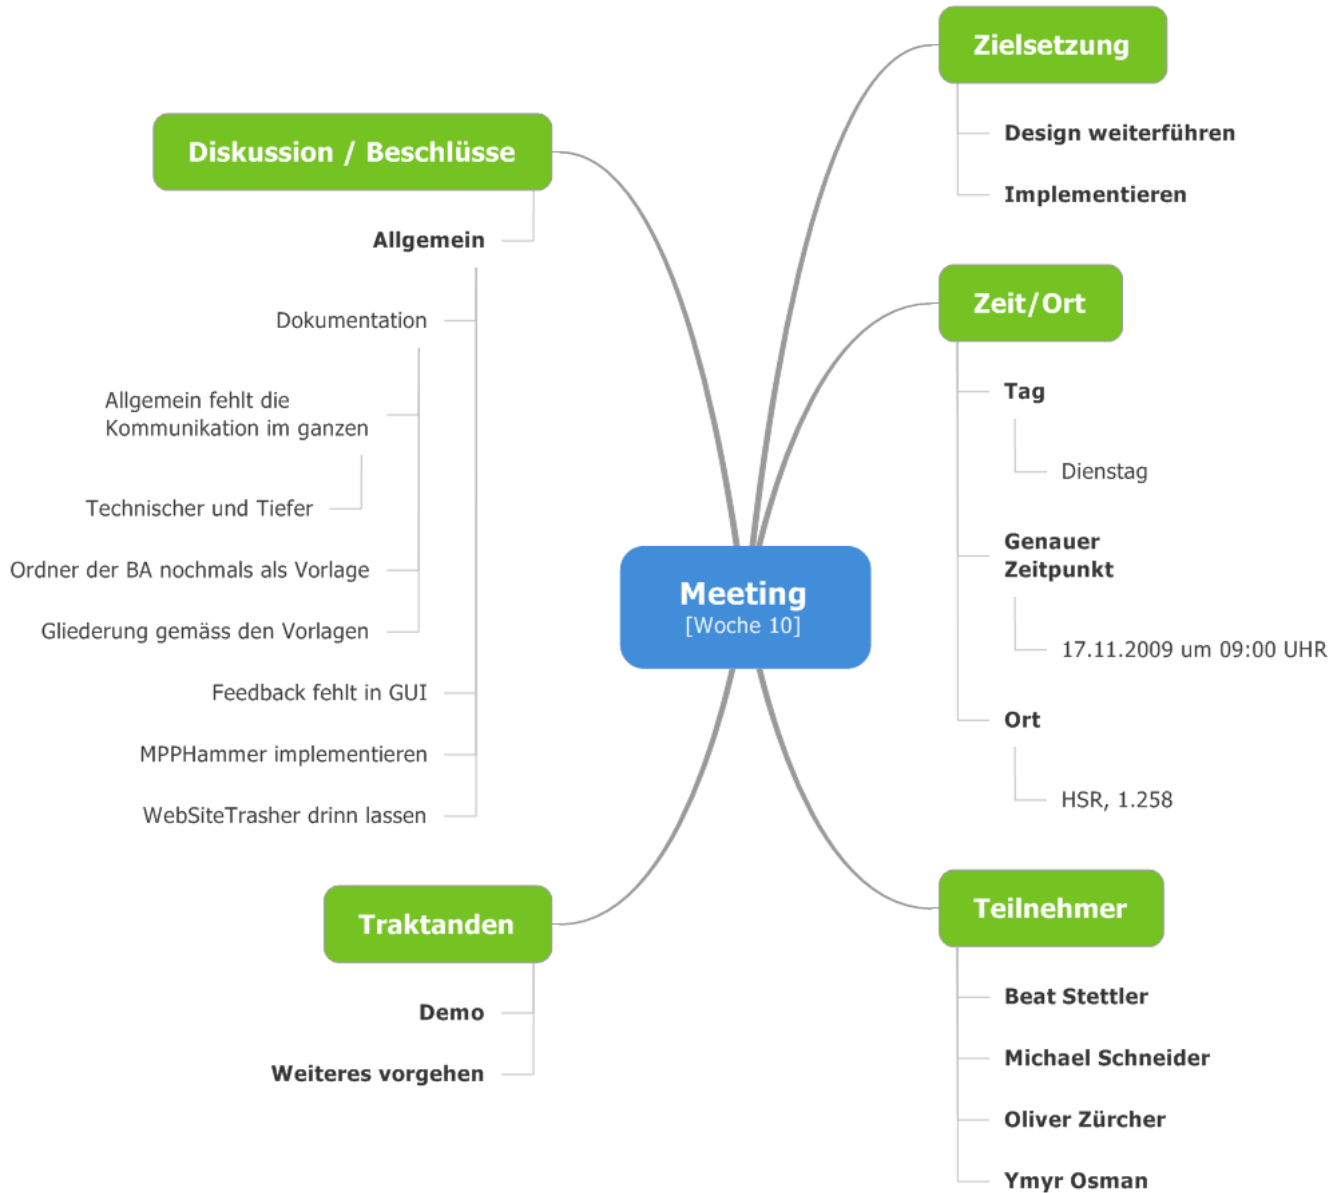 Meeting
[Woche 10]
Zielsetzung
Design weiterführen
Implementieren
Zeit/Ort
Tag
Dienstag
Genauer
Zeitpunkt
17.11.2009 um 09:00 UHR
Ort
HSR, 1.258
Teilnehmer
Beat Stettler
Michael Schneider
Oliver Zürcher
Ymyr Osman
Diskussion / Beschlüsse
Allgemein
Dokumentation
Allgemein fehlt die
Kommunikation im ganzen
Technischer und Tiefer
Ordner der BA nochmals als Vorlage
Gliederung gemäss den Vorlagen
Feedback fehlt in GUI
MPPHammer implementieren
WebSiteTrasher drinn lassen
Traktanden
Demo
Weiteres vorgehen